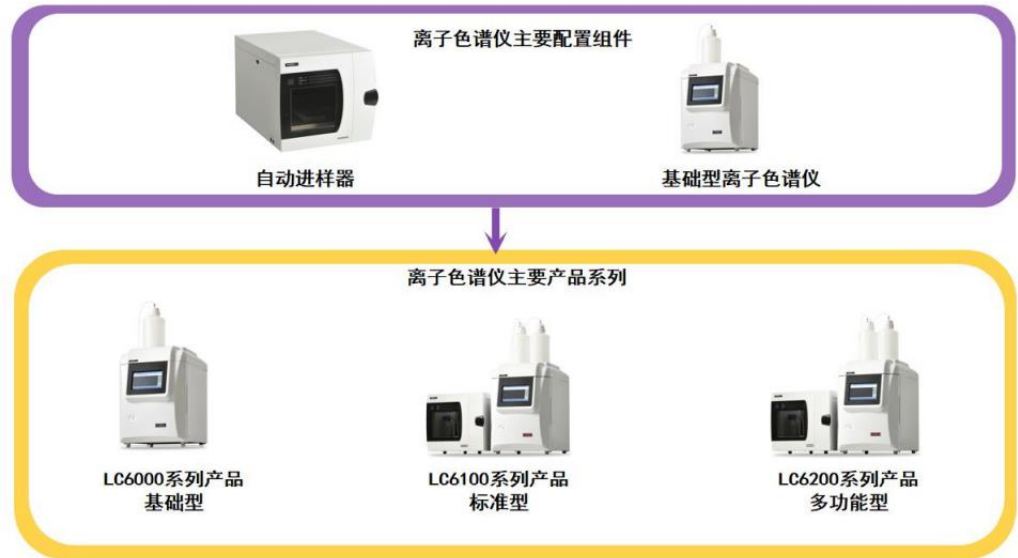 离子色谱仪主要配置组件
自动进样器
基础型离子色谱仪
离子色谱仪主要产品系列
LC6000系列产品
基础型
LC6100系列产品
标准型
LC6200系列产品
多功能型